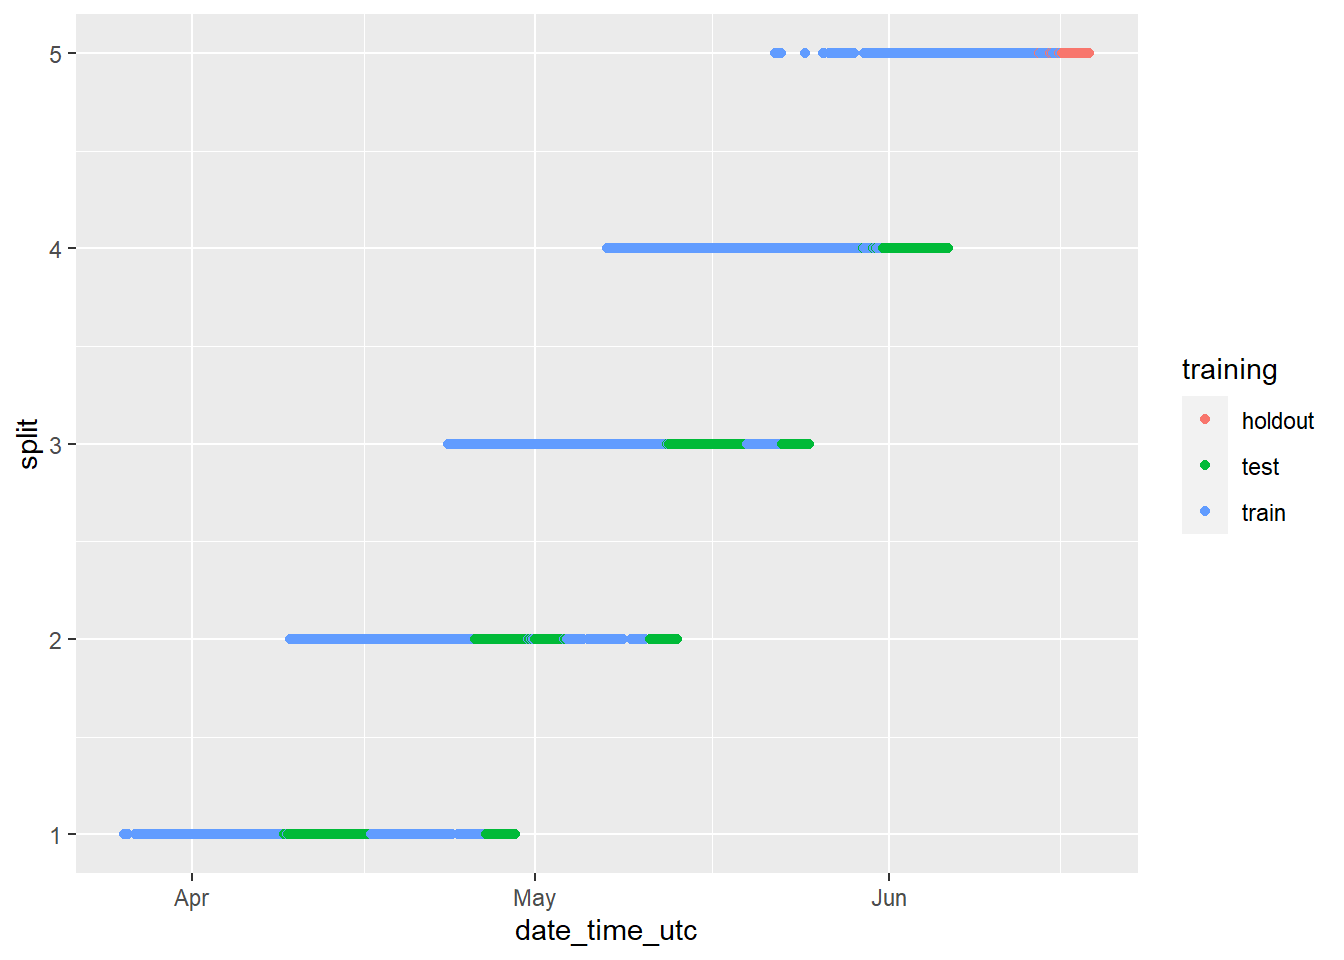 5
4
3
2
1
split
Apr May Jun
date_time_utc
training
holdout
test
train